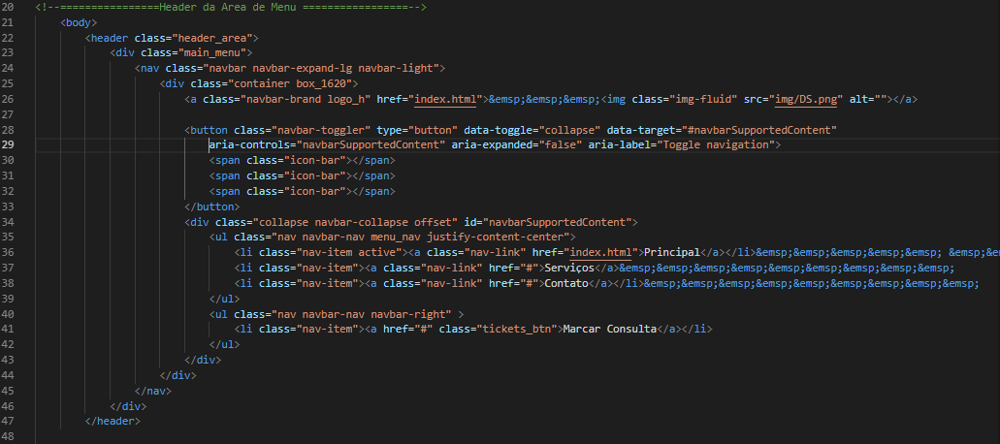 20 <!--================Header da Area de Menu =================-->
21 <body>
22 <header class="header_area">
23 <div class="main_menu">
24 <nav class="navbar navbar-expand-lg navbar-light">
25 <div class="container box_1620">
26 <a class="navbar-brand logo_h" href="index.html">&emsp;&emsp;&emsp;<img class="img-fluid" src="img/DS.png" alt=""></a>
27
28 <button class="navbar-toggler" type="button" data-toggle="collapse" data-target="#navbarSupportedContent"
29 aria-controls="navbarSupportedContent" aria-expanded="false" aria-label="Toggle navigation">
30 <span class="icon-bar"></span>
31 <span class="icon-bar"></span>
32 <span class="icon-bar"></span>
33 </button>
34 <div class="collapse navbar-collapse offset" id="navbarSupportedContent">
35 <ul class="nav navbar-nav menu_nav justify-content-center">
36 <li class="nav-item active"><a class="nav-link" href="index.html">Principal</a></li>&emsp;&emsp;&emsp;&emsp;&emsp; &emsp;&em
37 <li class="nav-item"><a class="nav-link" href="#">Serviços</a>&emsp;&emsp;&emsp;&emsp;&emsp;&emsp;&emsp;&emsp;&emsp;
38 <li class="nav-item"><a class="nav-link" href="#">Contato</a></li>&emsp;&emsp;&emsp;&emsp;&emsp;&emsp;&emsp;&emsp;&emsp;
39 </ul>
40 <ul class="nav navbar-nav navbar-right" >
41 <li class="nav-item"><a href="#" class="tickets_btn">Marcar Consulta</a></li>
42 </ul>
43 </div>
44 </div>
45 </nav>
46 </div>
47 </header>
48